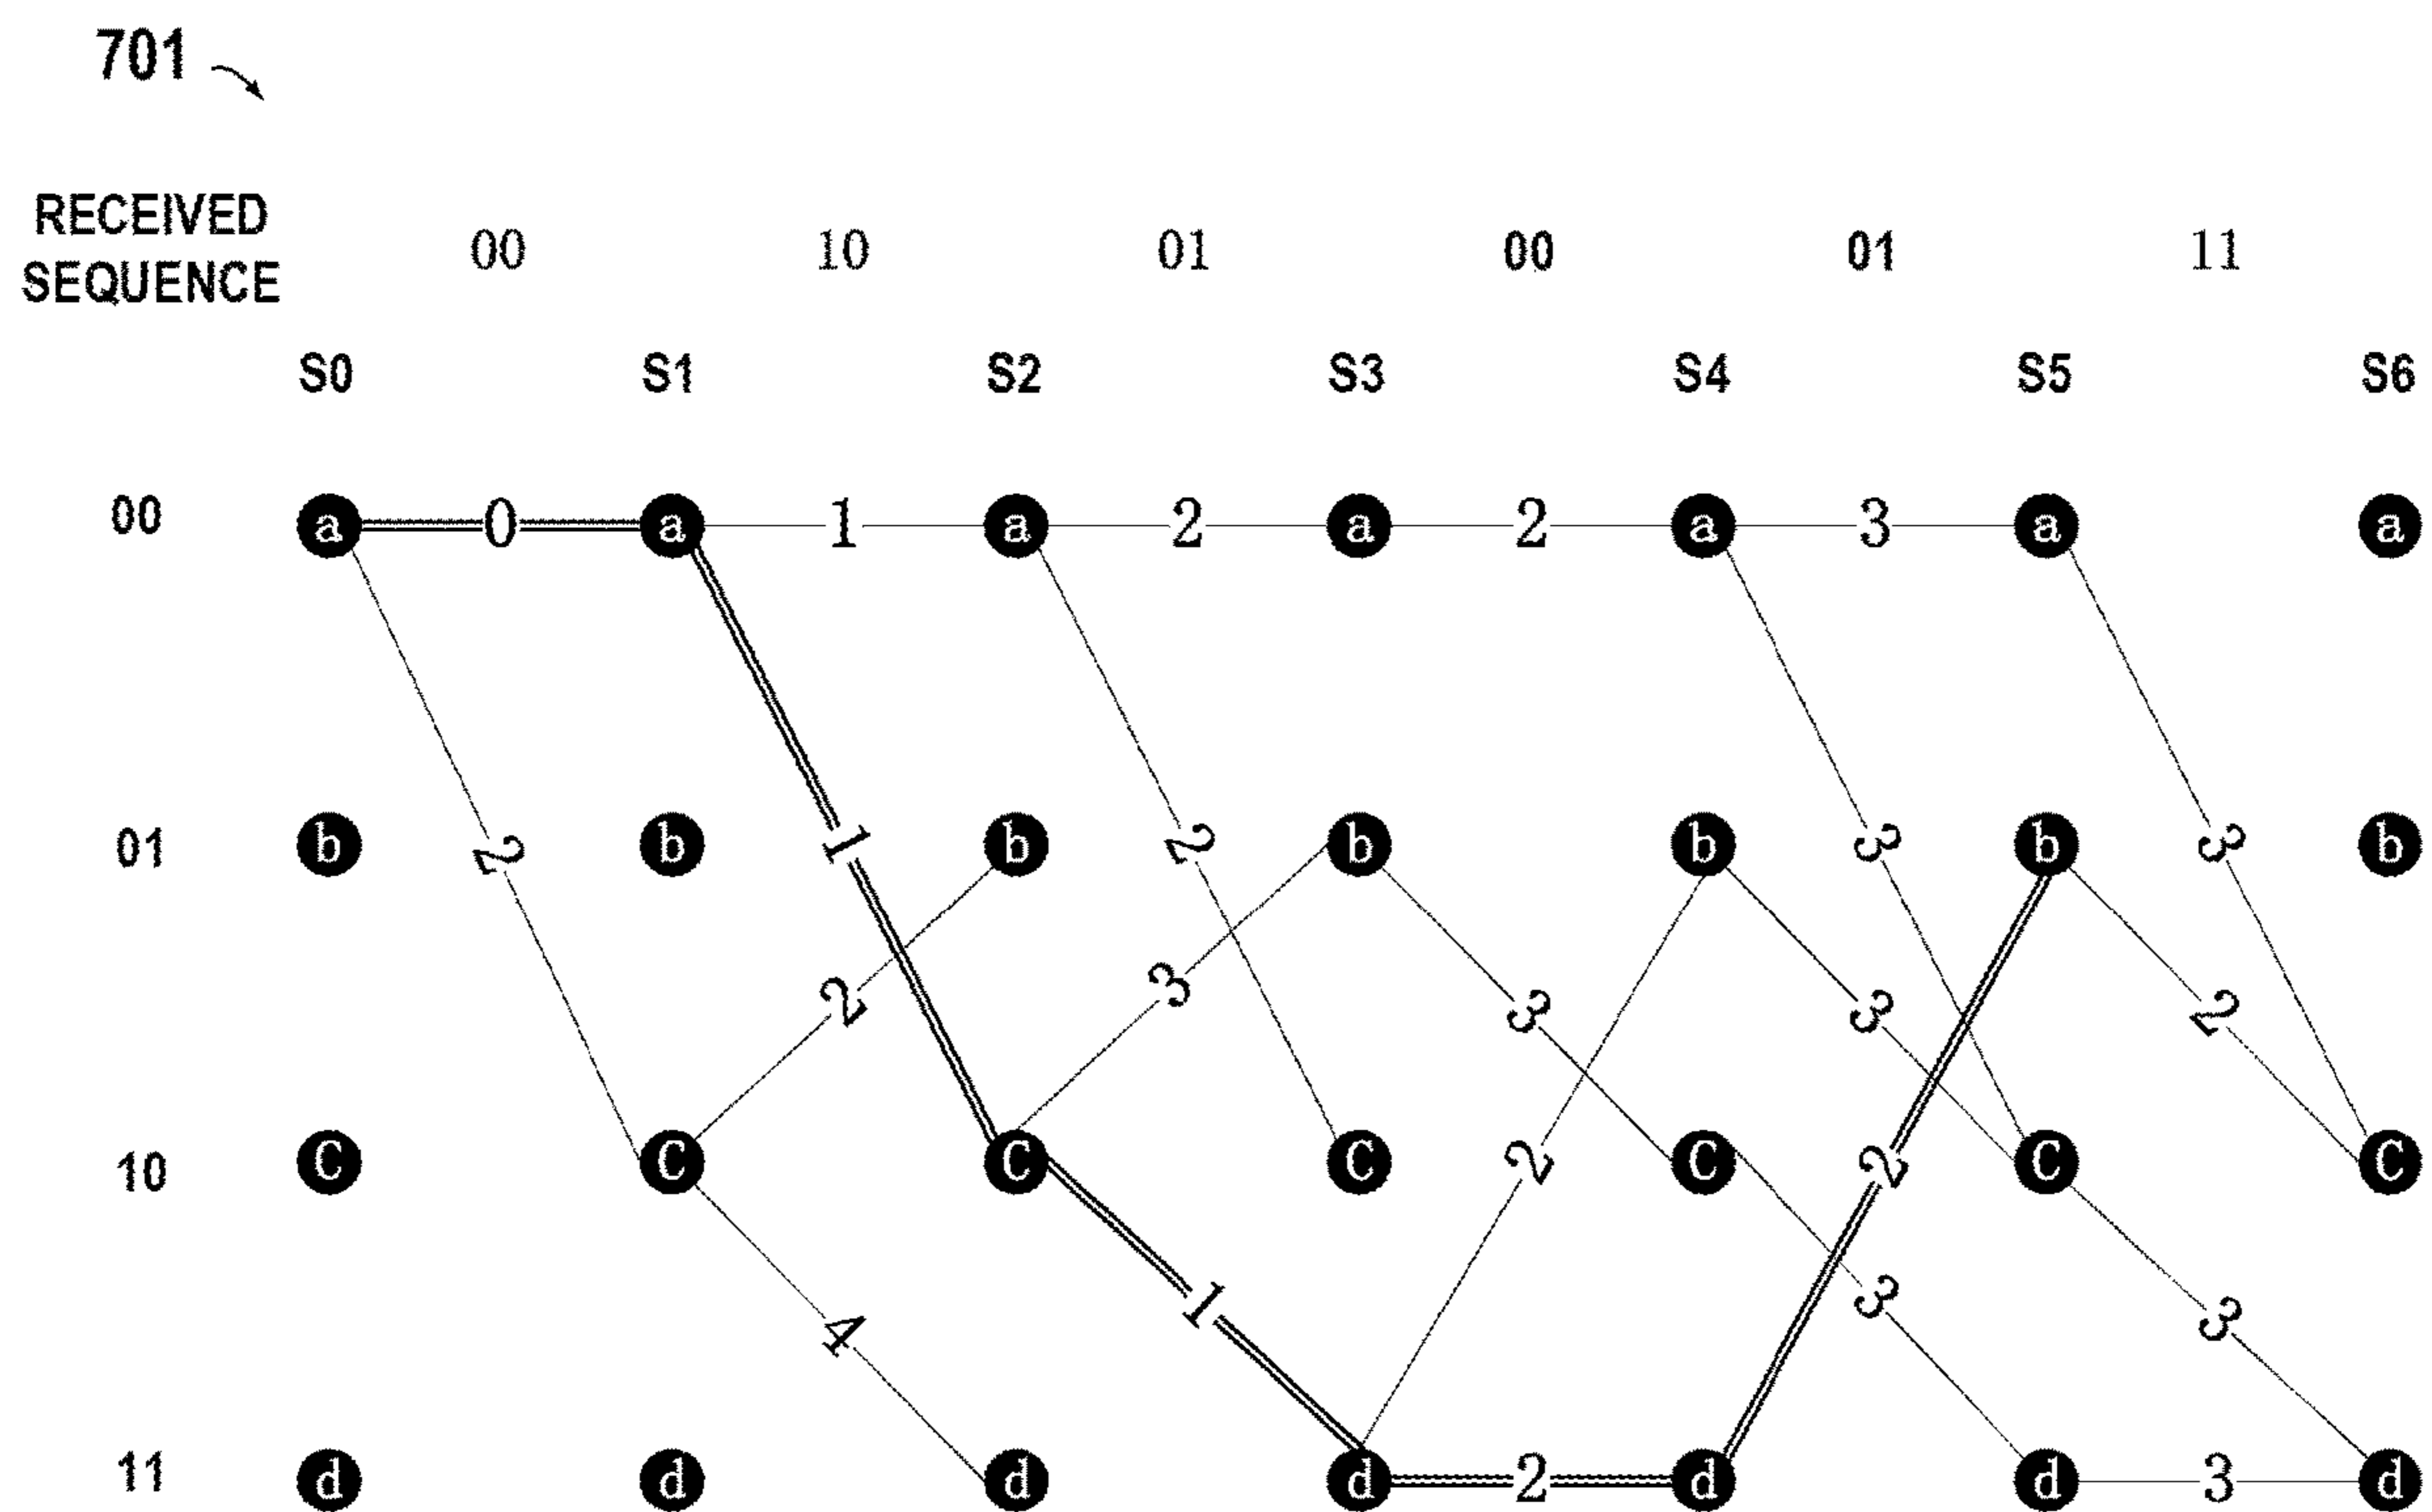 701
RECEIVED
SEQUENCE
00 10 01 00 01 11
S0 S1 S2 S3 S4 S5 S6
00 a 0 a 1 a 2 a 2 a 3 a a
01 b 2 b 1 b 2 b b 3 b 3 b
2 3 3 3 2
10 C C C C 2 C 2 C C
4 1 3 3
11 d d d d 2 d d 3 d